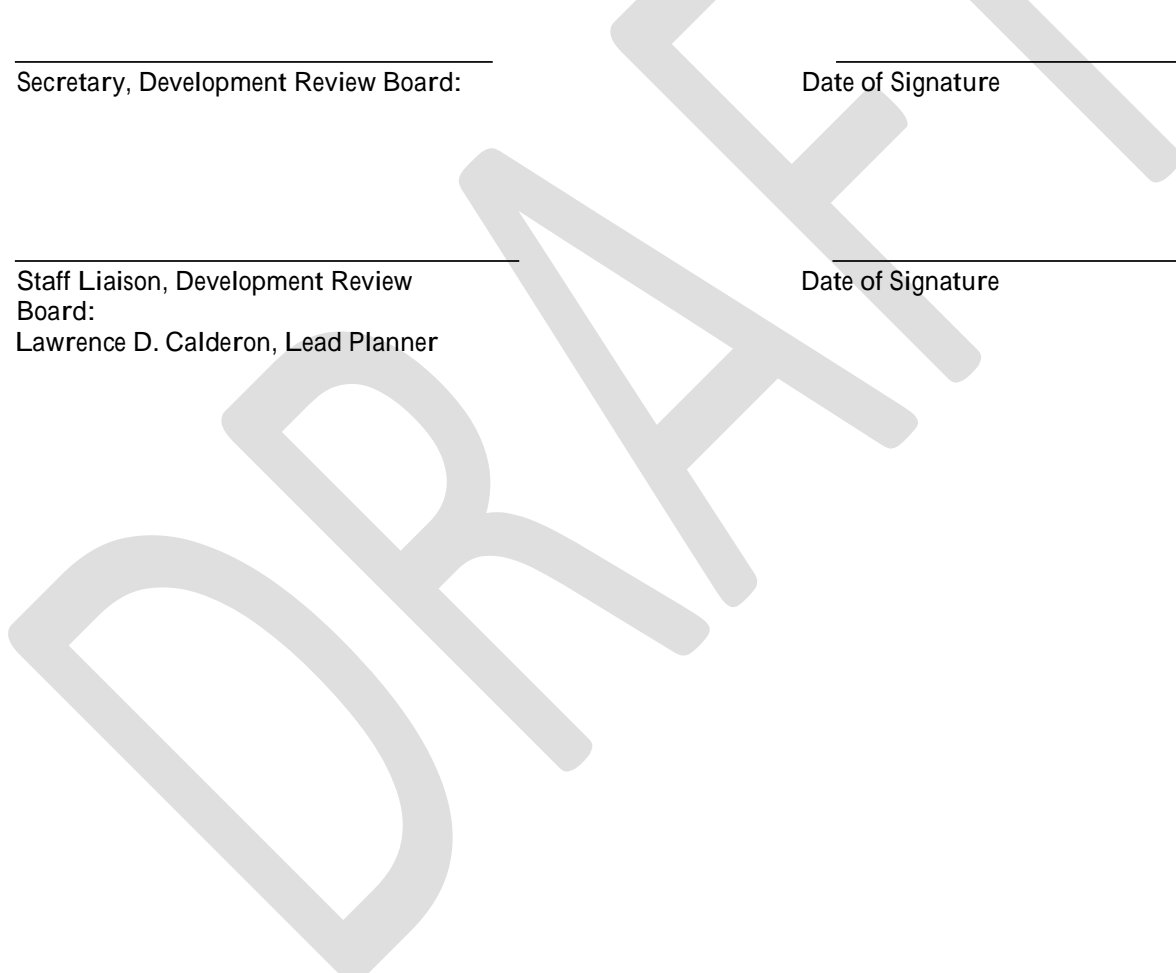 Secretary, Development Review Board:
Date of Signature
Staff Liaison, Development Review
Board:
Lawrence D. Calderon, Lead Planner
Date of Signature
DRAFT